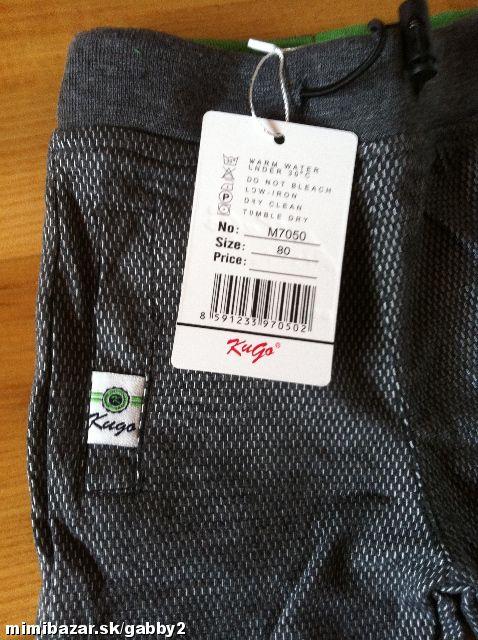 WARM WATER
UNDER 30°C
DO NOT BLEACH
LOW-IRON
DRY CLEAN
TUMBLE DRY
No: M7050
Size: 80
Price:
8 591233 970502
KuGo®
Kugo
mimibazar.sk/gabby2